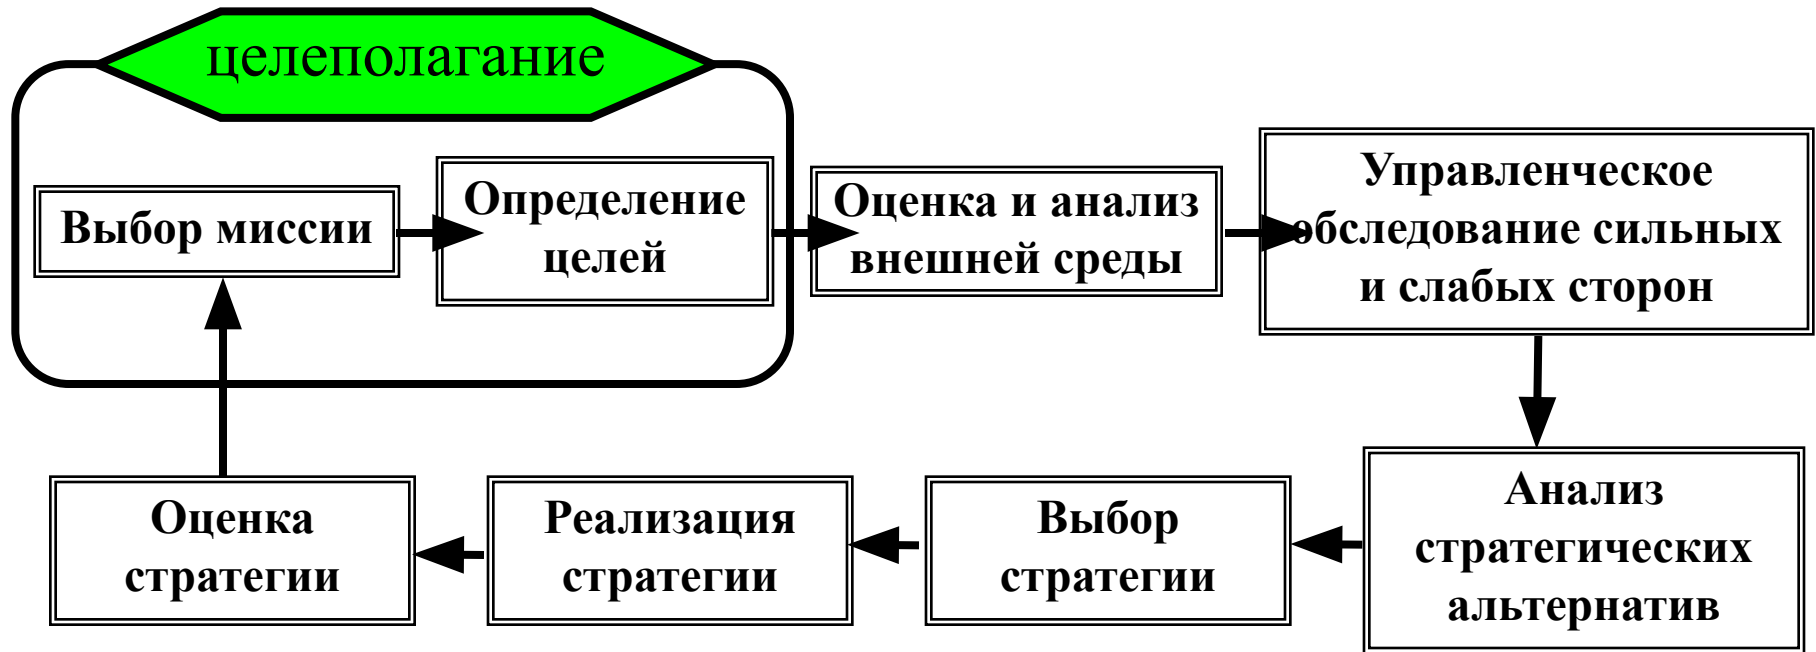 целеполагание
Выбор миссии
Определение
целей
Оценка и анализ
внешней среды
Управленческое
обследование сильных
и слабых сторон
Анализ
стратегических
альтернатив
Выбор
стратегии
Реализация
стратегии
Оценка
стратегии